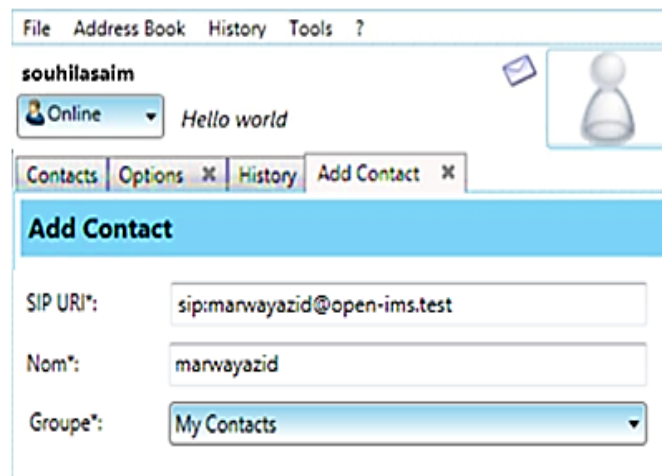 File Address Book History Tools ?
souhilasaim
Online Hello world
Contacts Options History Add Contact
Add Contact
SIP URI*: sip:marwayazid@open-ims.test
Nom*: marwayazid
Groupe*: My Contacts